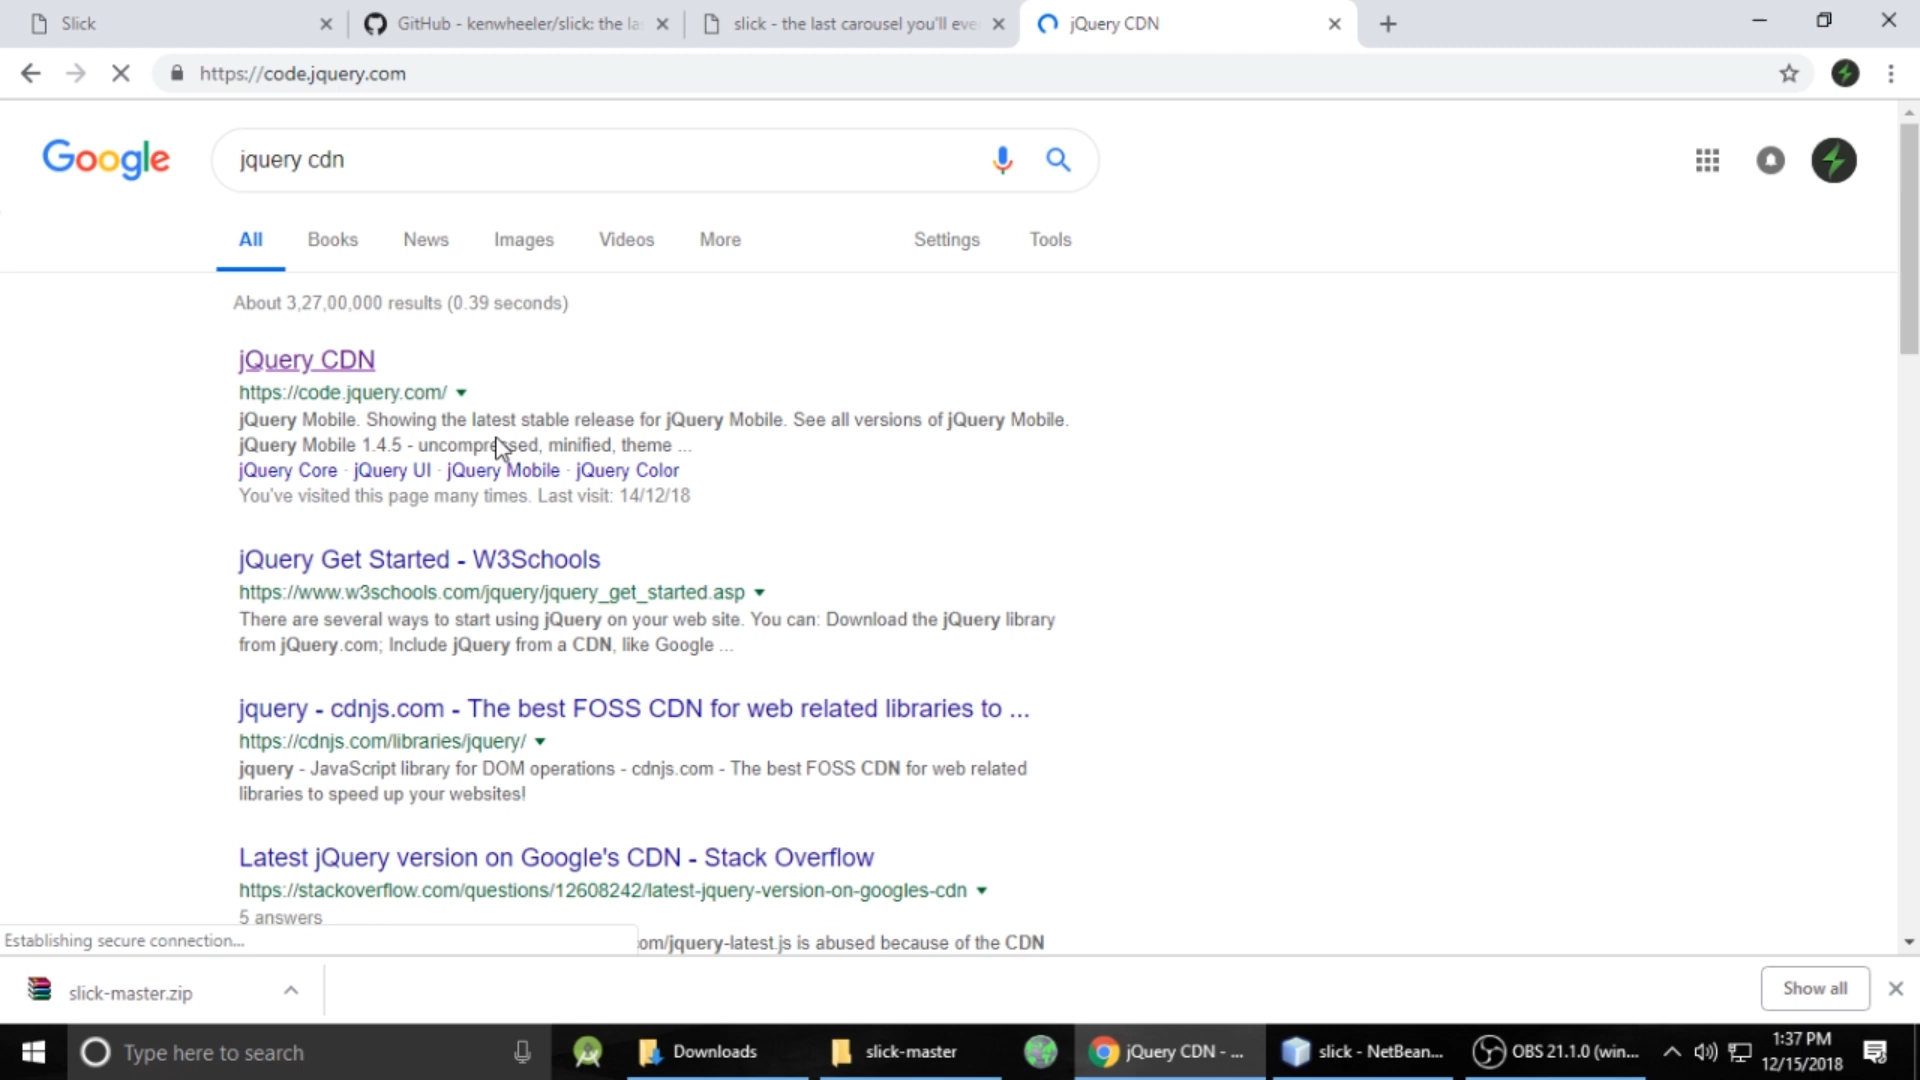 Slick
GitHub - kenwheeler/slick: the la
slick - the last carousel you'll eve
jQuery CDN
https://code.jquery.com
Google
jquery cdn
All
Books
News
Images
Videos
More
Settings
Tools
About 3,27,00,000 results (0.39 seconds)
jQuery CDN
https://code.jquery.com/
jQuery Mobile. Showing the latest stable release for jQuery Mobile. See all versions of jQuery Mobile.
jQuery Mobile 1.4.5 - uncompressed, minified, theme ...
jQuery Core · jQuery UI · jQuery Mobile · jQuery Color
You've visited this page many times. Last visit: 14/12/18
jQuery Get Started - W3Schools
https://www.w3schools.com/jquery/jquery_get_started.asp
There are several ways to start using jQuery on your web site. You can: Download the jQuery library
from jQuery.com; Include jQuery from a CDN, like Google ...
jquery - cdnjs.com - The best FOSS CDN for web related libraries to ...
https://cdnjs.com/libraries/jquery/
jquery - JavaScript library for DOM operations - cdnjs.com - The best FOSS CDN for web related
libraries to speed up your websites!
Latest jQuery version on Google's CDN - Stack Overflow
https://stackoverflow.com/questions/12608242/latest-jquery-version-on-googles-cdn
5 answers
Establishing secure connection...
om/jquery-latest.js is abused because of the CDN
slick-master.zip
Show all
Type here to search
Downloads
slick-master
jQuery CDN - ...
slick - NetBean...
OBS 21.1.0 (win...
1:37 PM
12/15/2018